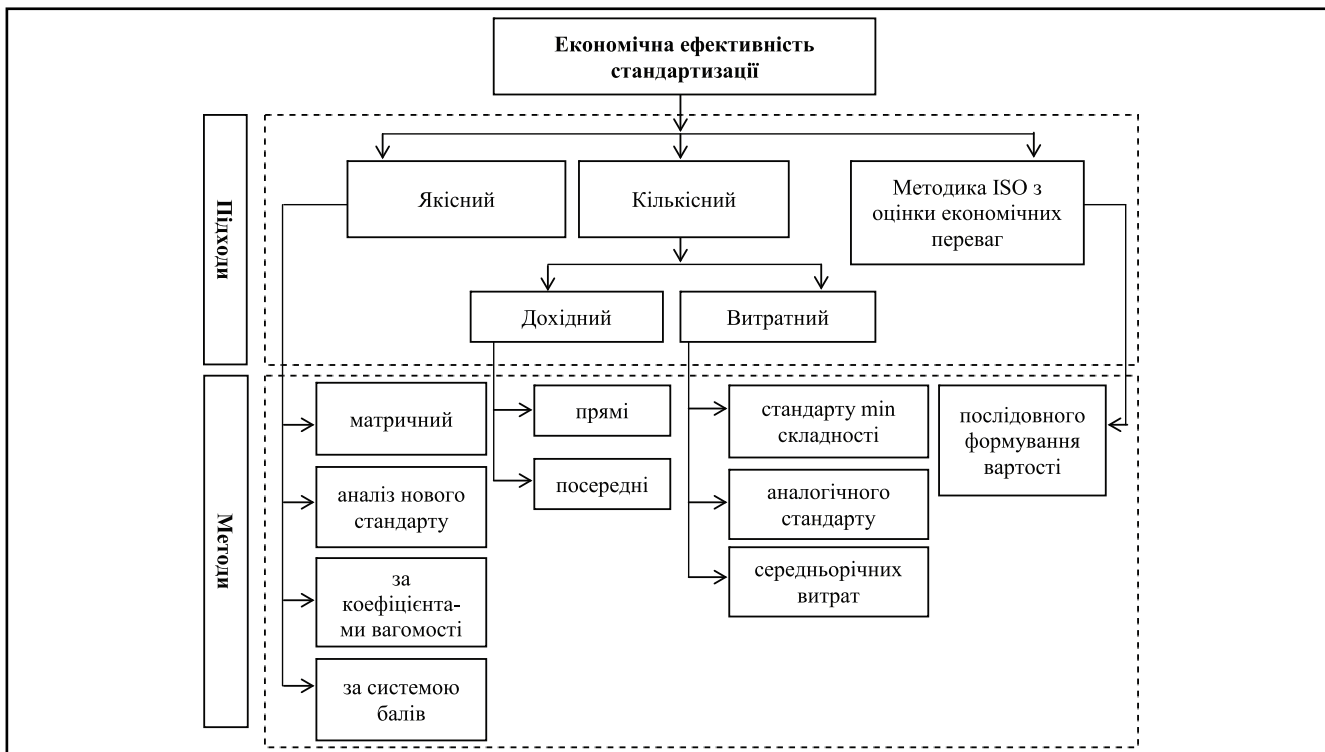 Економічна ефективність
стандартизації
Підходи
Якісний
Кількісний
Методика ISO з
оцінки економічних
переваг
Дохідний
Витратний
Методи
матричний
аналіз нового
стандарту
за
коефіцієнта-
ми вагомості
за системою
балів
прямі
посередні
стандарту min
складності
аналогічного
стандарту
середньорічних
витрат
послідовного
формування
вартості